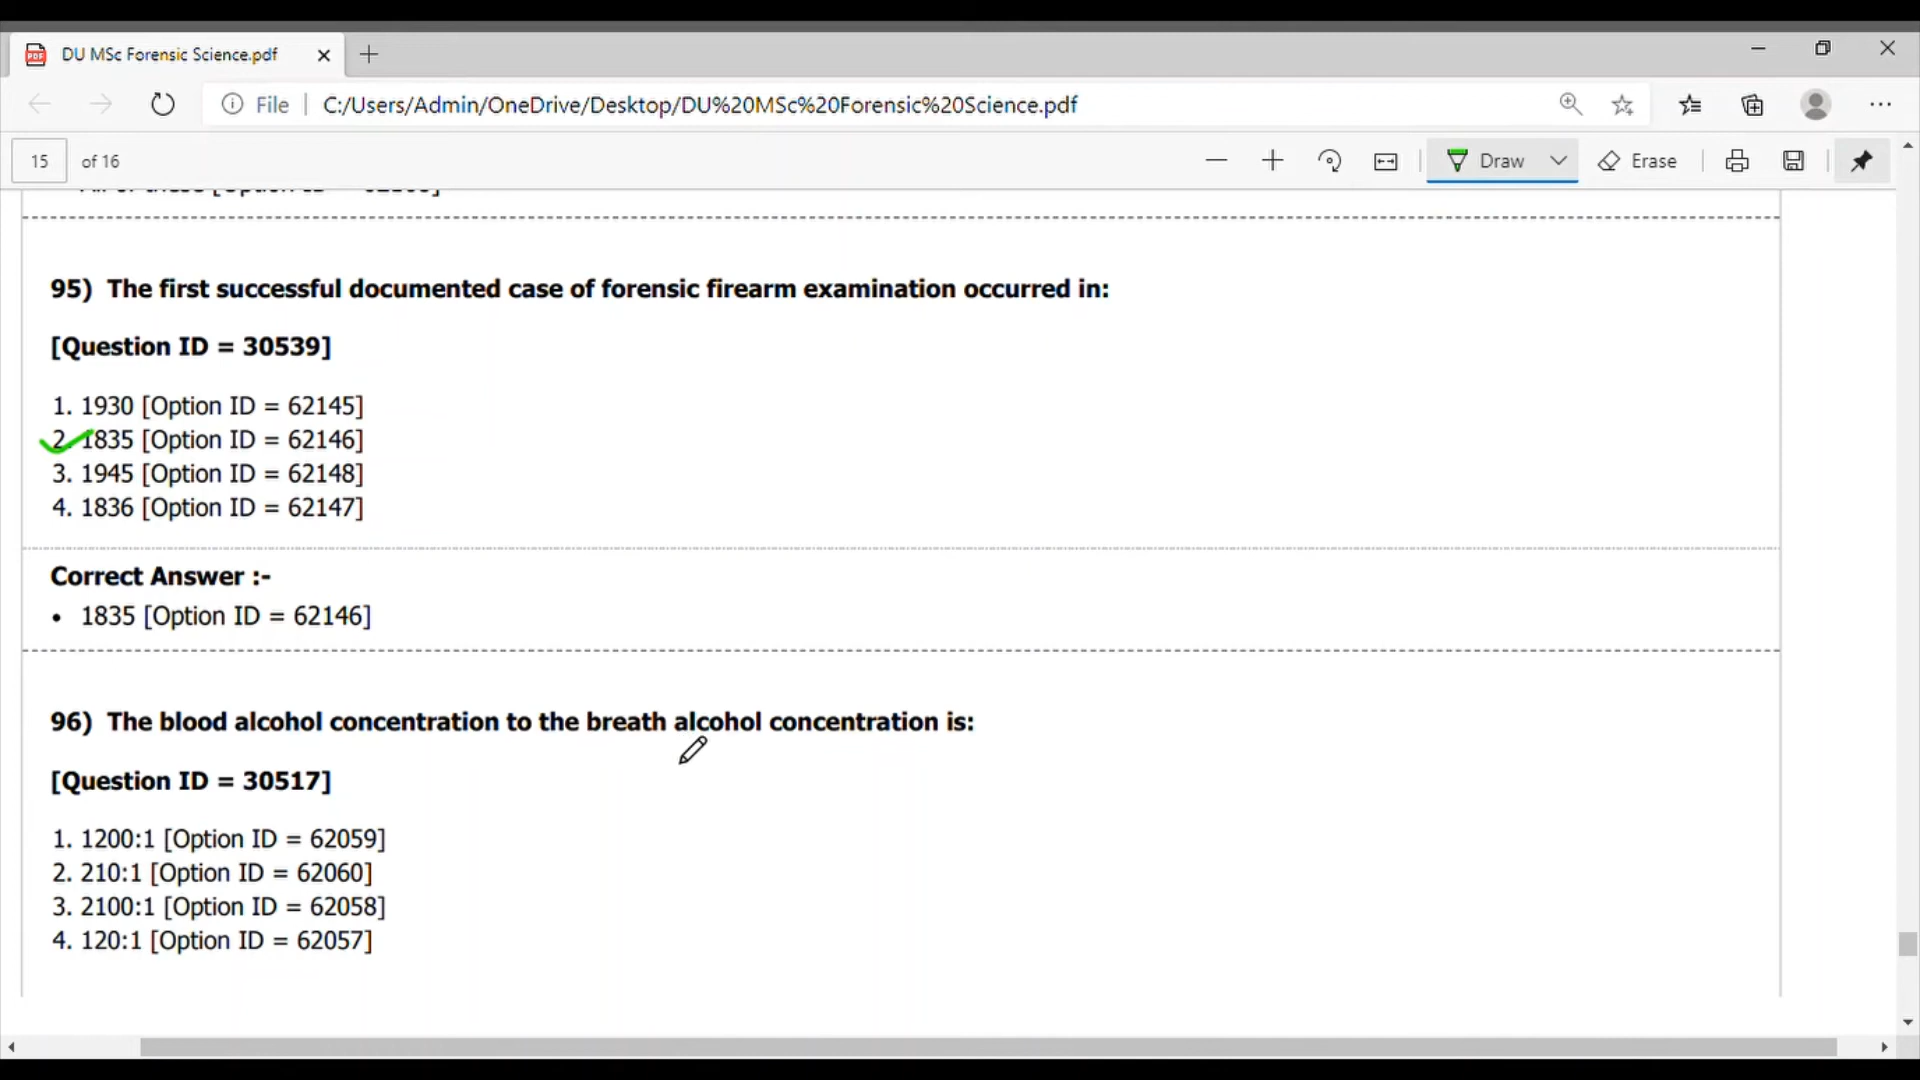 DU MSc Forensic Science.pdf
File
C:/Users/Admin/OneDrive/Desktop/DU%20MSc%20Forensic%20Science.pdf
15 of 16
Draw
Erase
95) The first successful documented case of forensic firearm examination occurred in:
[Question ID = 30539]
1. 1930 [Option ID = 62145]
2. 1835 [Option ID = 62146]
3. 1945 [Option ID = 62148]
4. 1836 [Option ID = 62147]
Correct Answer :-
• 1835 [Option ID = 62146]
96) The blood alcohol concentration to the breath alcohol concentration is:
[Question ID = 30517]
1. 1200:1 [Option ID = 62059]
2. 210:1 [Option ID = 62060]
3. 2100:1 [Option ID = 62058]
4. 120:1 [Option ID = 62057]